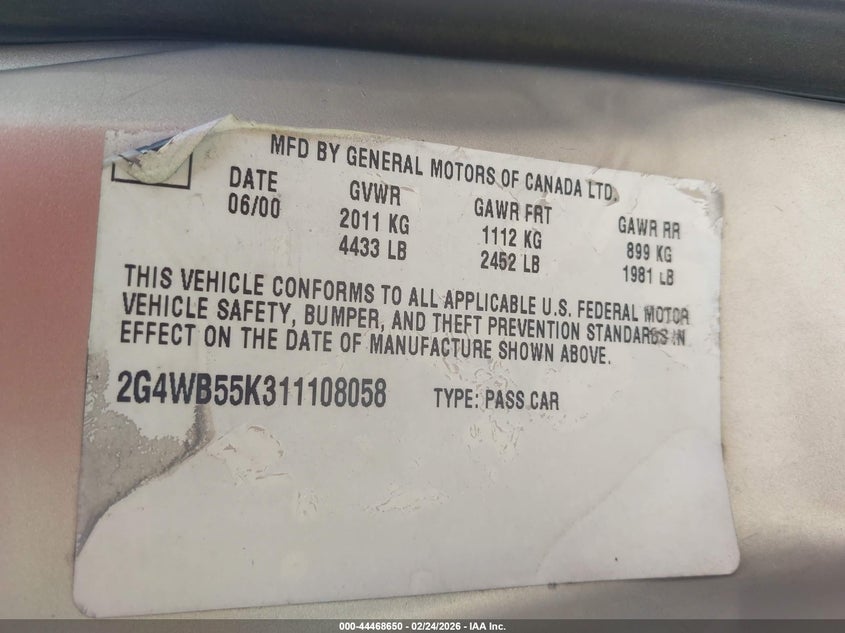 MFD BY GENERAL MOTORS OF CANADA LTD.
DATE GVWR GAWR FRT GAWR RR
06/00 2011 KG 1112 KG 899 KG
4433 LB 2452 LB 1981 LB
THIS VEHICLE CONFORMS TO ALL APPLICABLE U.S. FEDERAL MOTOR
VEHICLE SAFETY, BUMPER, AND THEFT PREVENTION STANDARDS IN
EFFECT ON THE DATE OF MANUFACTURE SHOWN ABOVE.
2G4WB55K311108058 TYPE: PASS CAR
000-44468650 - 02/24/2026 - IAA Inc.